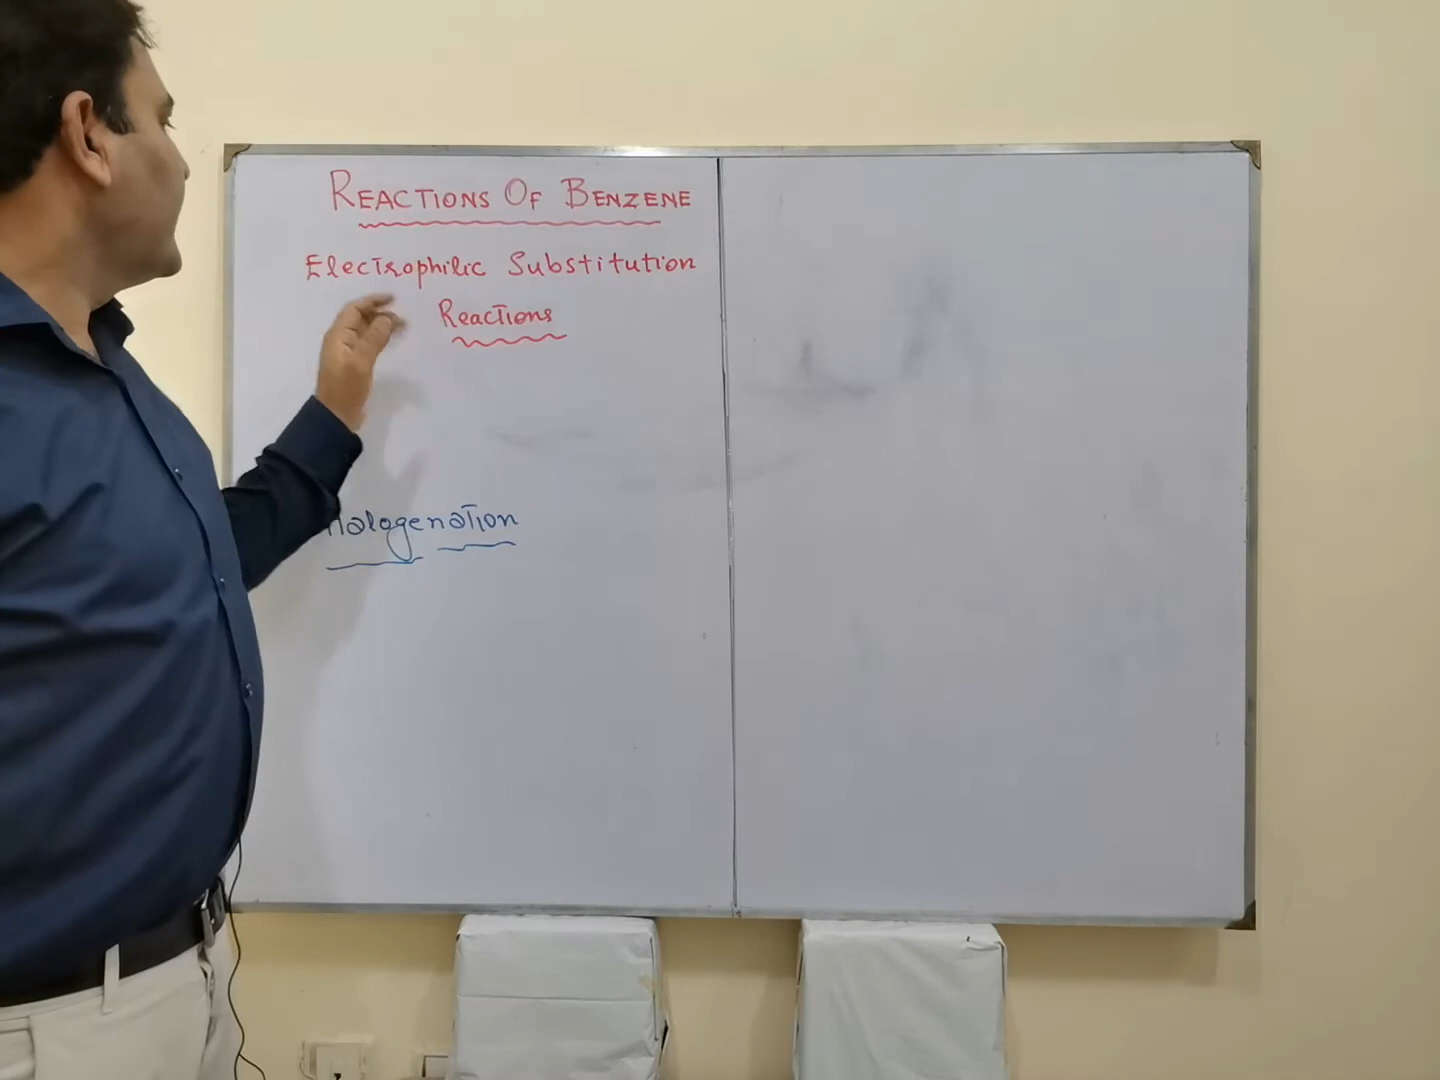 REACTIONS OF BENZENE
Electrophilic Substitution
Reactions
Halogenation